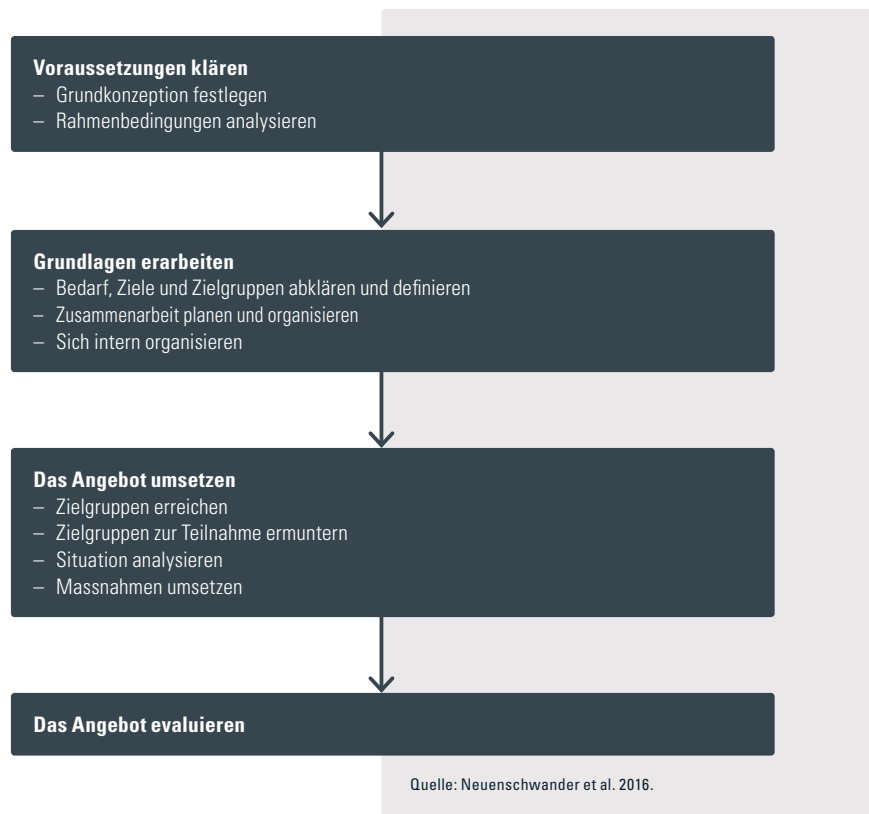 Voraussetzungen klären
– Grundkonzeption festlegen
– Rahmenbedingungen analysieren
Grundlagen erarbeiten
– Bedarf, Ziele und Zielgruppen abklären und definieren
– Zusammenarbeit planen und organisieren
– Sich intern organisieren
Das Angebot umsetzen
– Zielgruppen erreichen
– Zielgruppen zur Teilnahme ermuntern
– Situation analysieren
– Massnahmen umsetzen
Das Angebot evaluieren
Quelle: Neuenschwander et al. 2016.